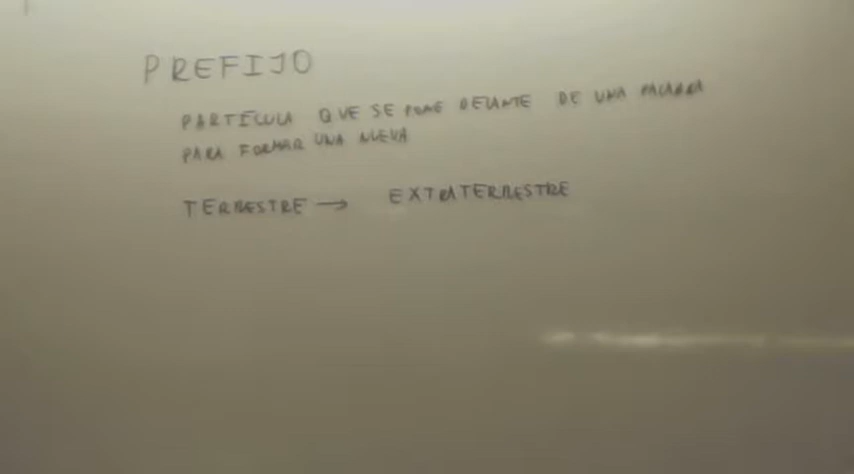 PREFIJO
PARTÍCULA QUE SE PONE DELANTE DE UNA PALABRA
PARA FORMAR UNA NUEVA
TERRESTRE → EXTRATERRESTRE